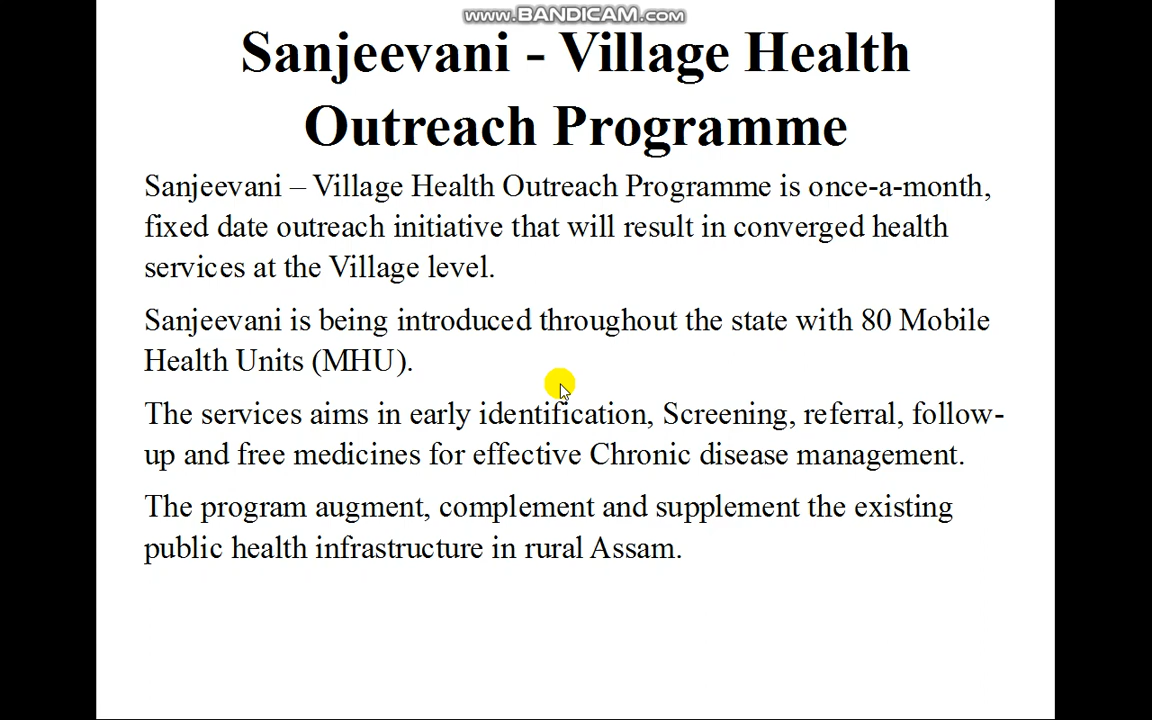 www.BANDICAM.com
Sanjeevani - Village Health
Outreach Programme
Sanjeevani – Village Health Outreach Programme is once-a-month,
fixed date outreach initiative that will result in converged health
services at the Village level.
Sanjeevani is being introduced throughout the state with 80 Mobile
Health Units (MHU).
The services aims in early identification, Screening, referral, follow-
up and free medicines for effective Chronic disease management.
The program augment, complement and supplement the existing
public health infrastructure in rural Assam.